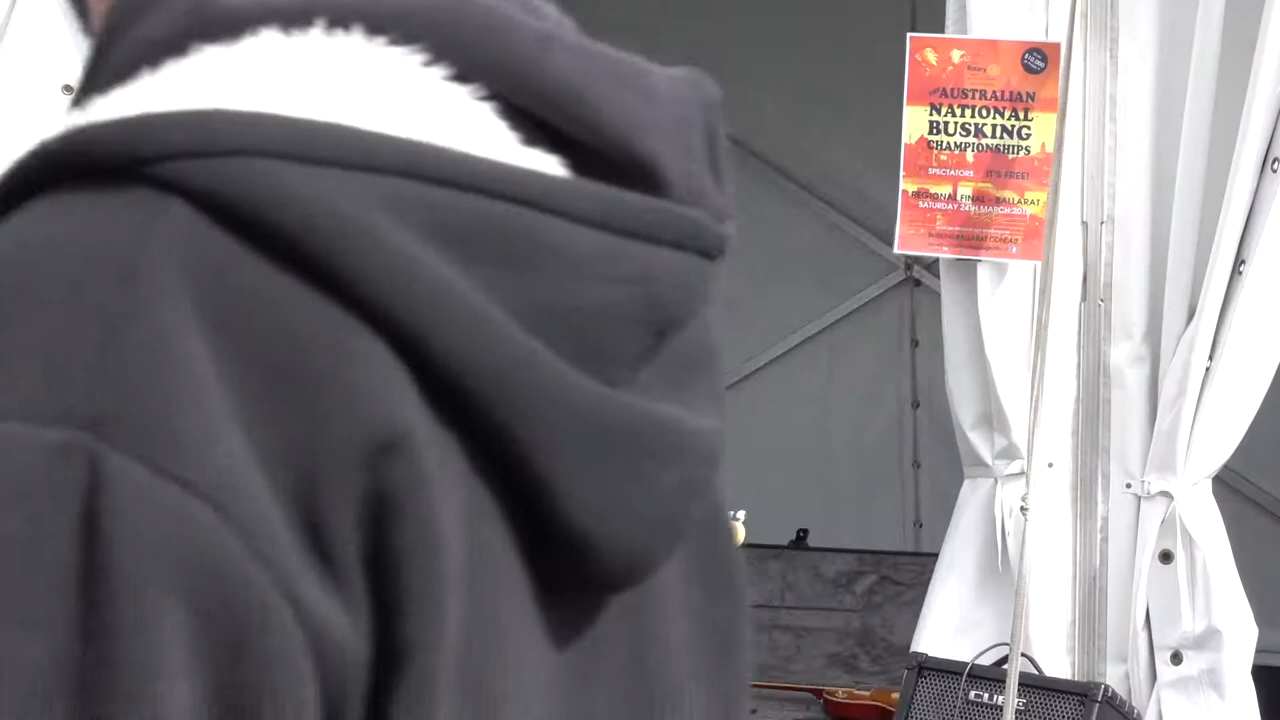 $10,000
Rotary
THE AUSTRALIAN
NATIONAL
BUSKING
CHAMPIONSHIPS
SPECTATORS IT'S FREE!
REGIONAL FINAL - BALLARAT
SATURDAY 24TH MARCH
CUBE